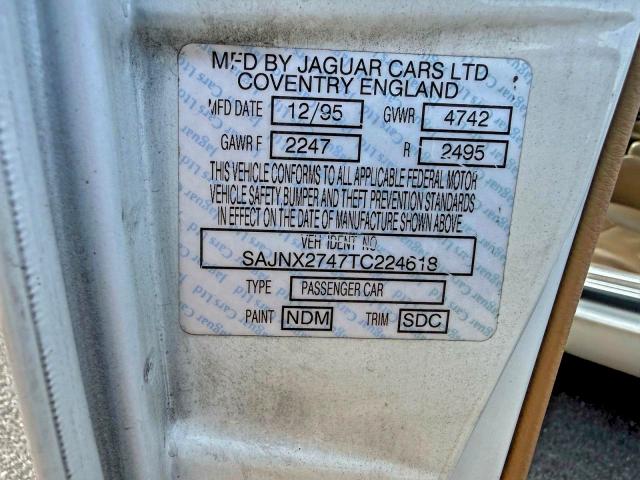 MFD BY JAGUAR CARS LTD
COVENTRY ENGLAND
MFD DATE 12/95 GVWR 4742
GAWR F 2247 R 2495
THIS VEHICLE CONFORMS TO ALL APPLICABLE FEDERAL MOTOR
VEHICLE SAFETY, BUMPER AND THEFT PREVENTION STANDARDS
IN EFFECT ON THE DATE OF MANUFACTURE SHOWN ABOVE
VEH IDENT NO
SAJNX2747TC224618
TYPE PASSENGER CAR
PAINT NDM TRIM SDC